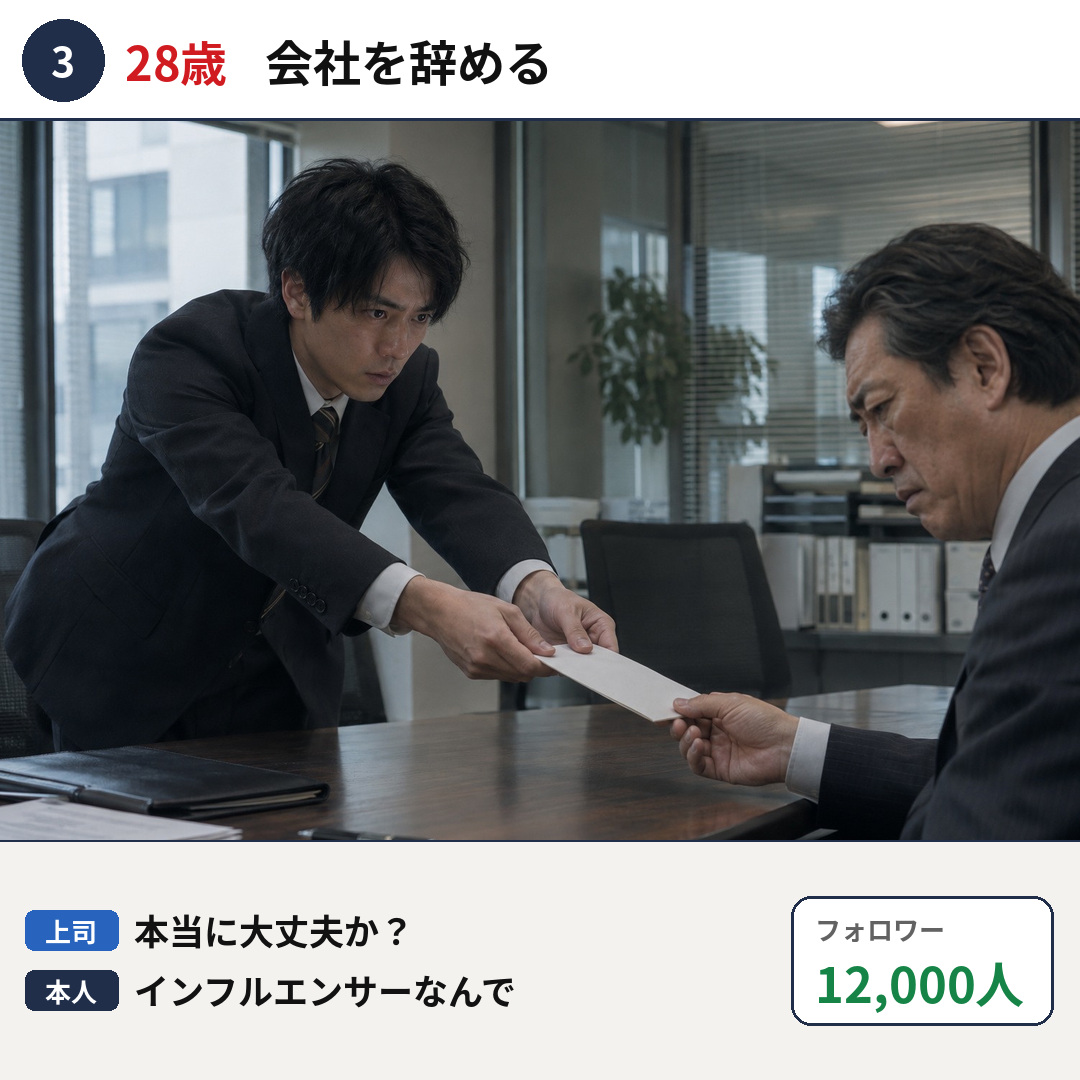 3 28歳 会社を辞める
上司 本当に大丈夫か？
本人 インフルエンサーなんで
フォロワー
12,000人